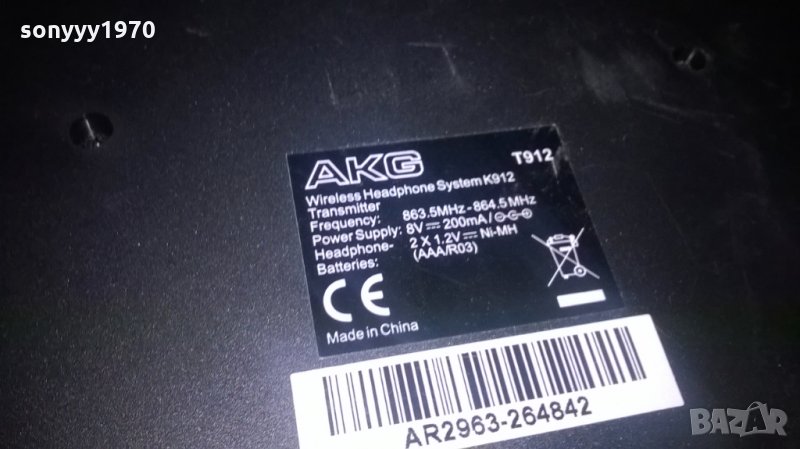 sonyyy1970
AKG T912
Wireless Headphone System K912
Transmitter
Frequency: 863.5MHz - 864.5MHz
Power Supply: 8V⎓200mA/
Headphone- 2 X 1.2V⎓Ni-MH
Batteries: (AAA/R03)
CE
Made in China
AR2963-264842
BAZAR